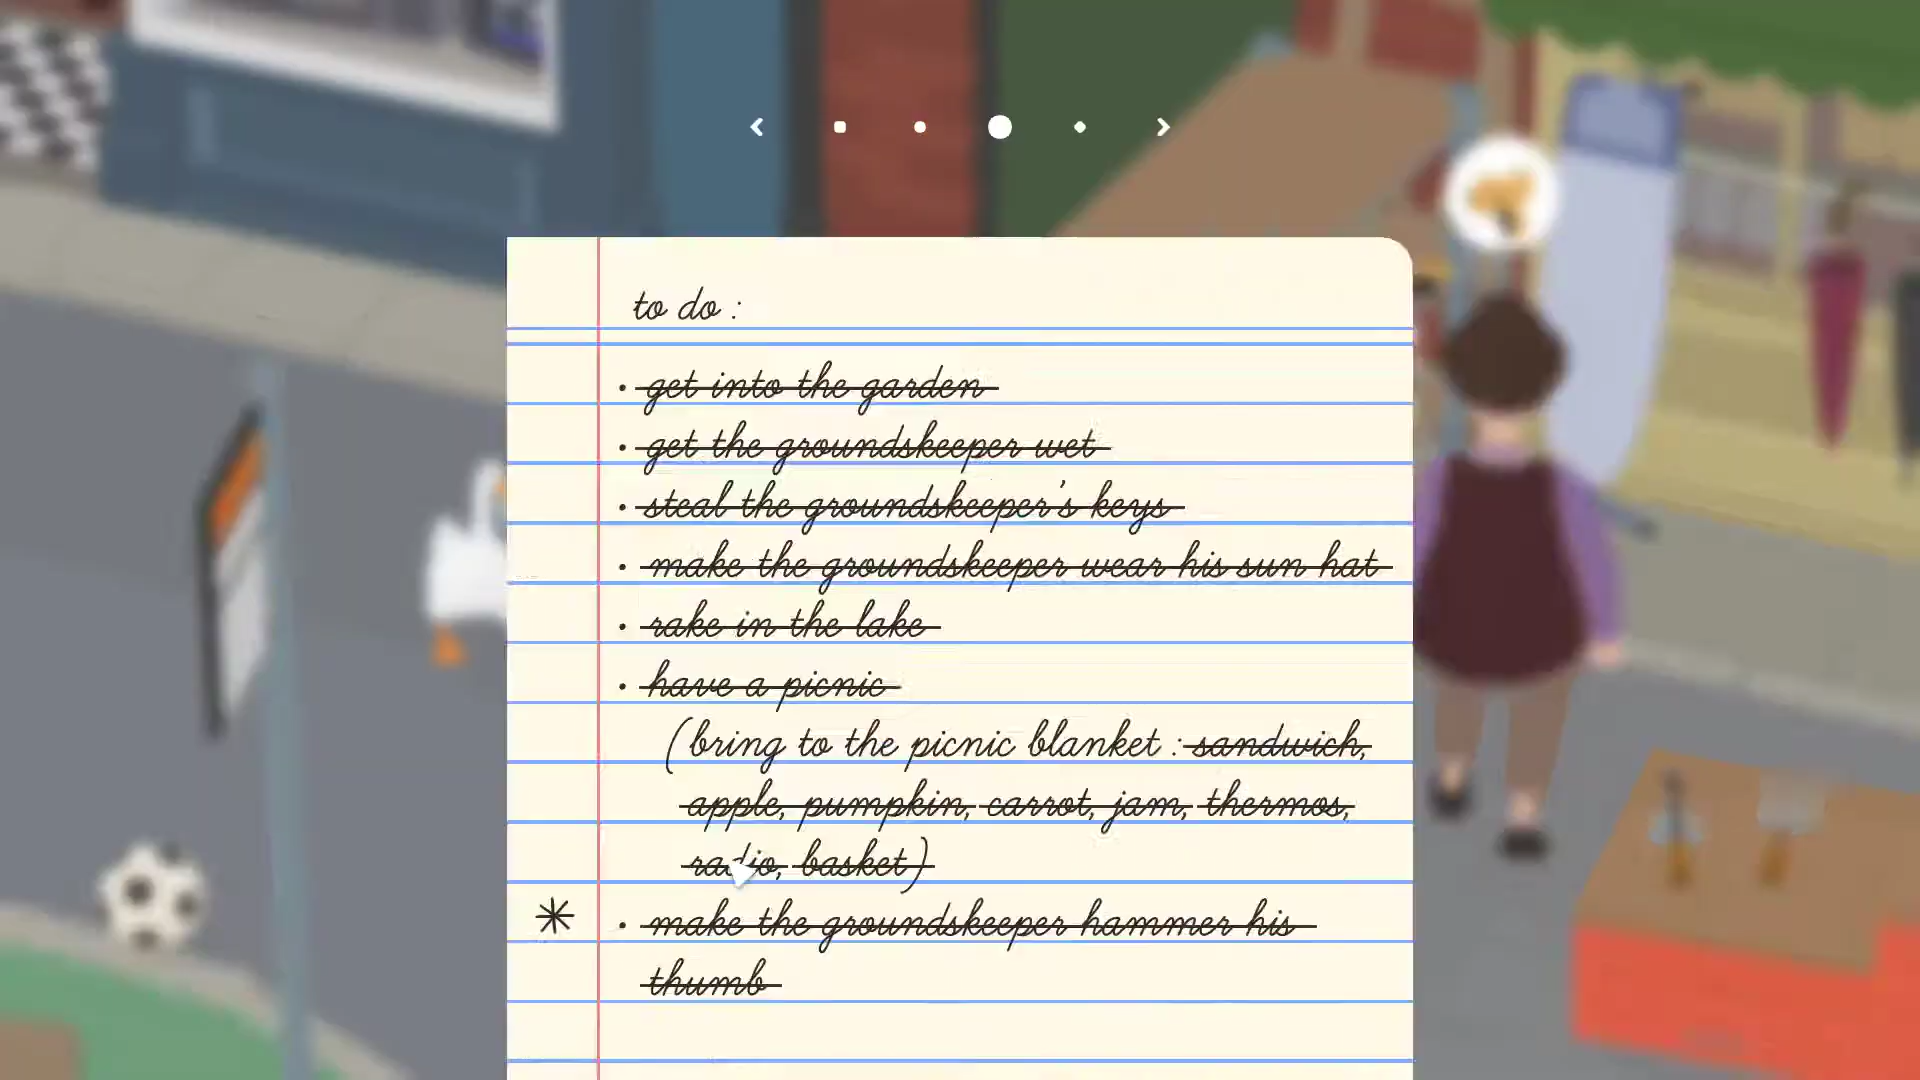 to do :
• get into the garden
• get the groundskeeper wet
• steal the groundskeeper's keys
• make the groundskeeper wear his sun hat
• rake in the lake
• have a picnic
(bring to the picnic blanket : sandwich,
apple, pumpkin, carrot, jam, thermos,
radio, basket)
• make the groundskeeper hammer his
thumb